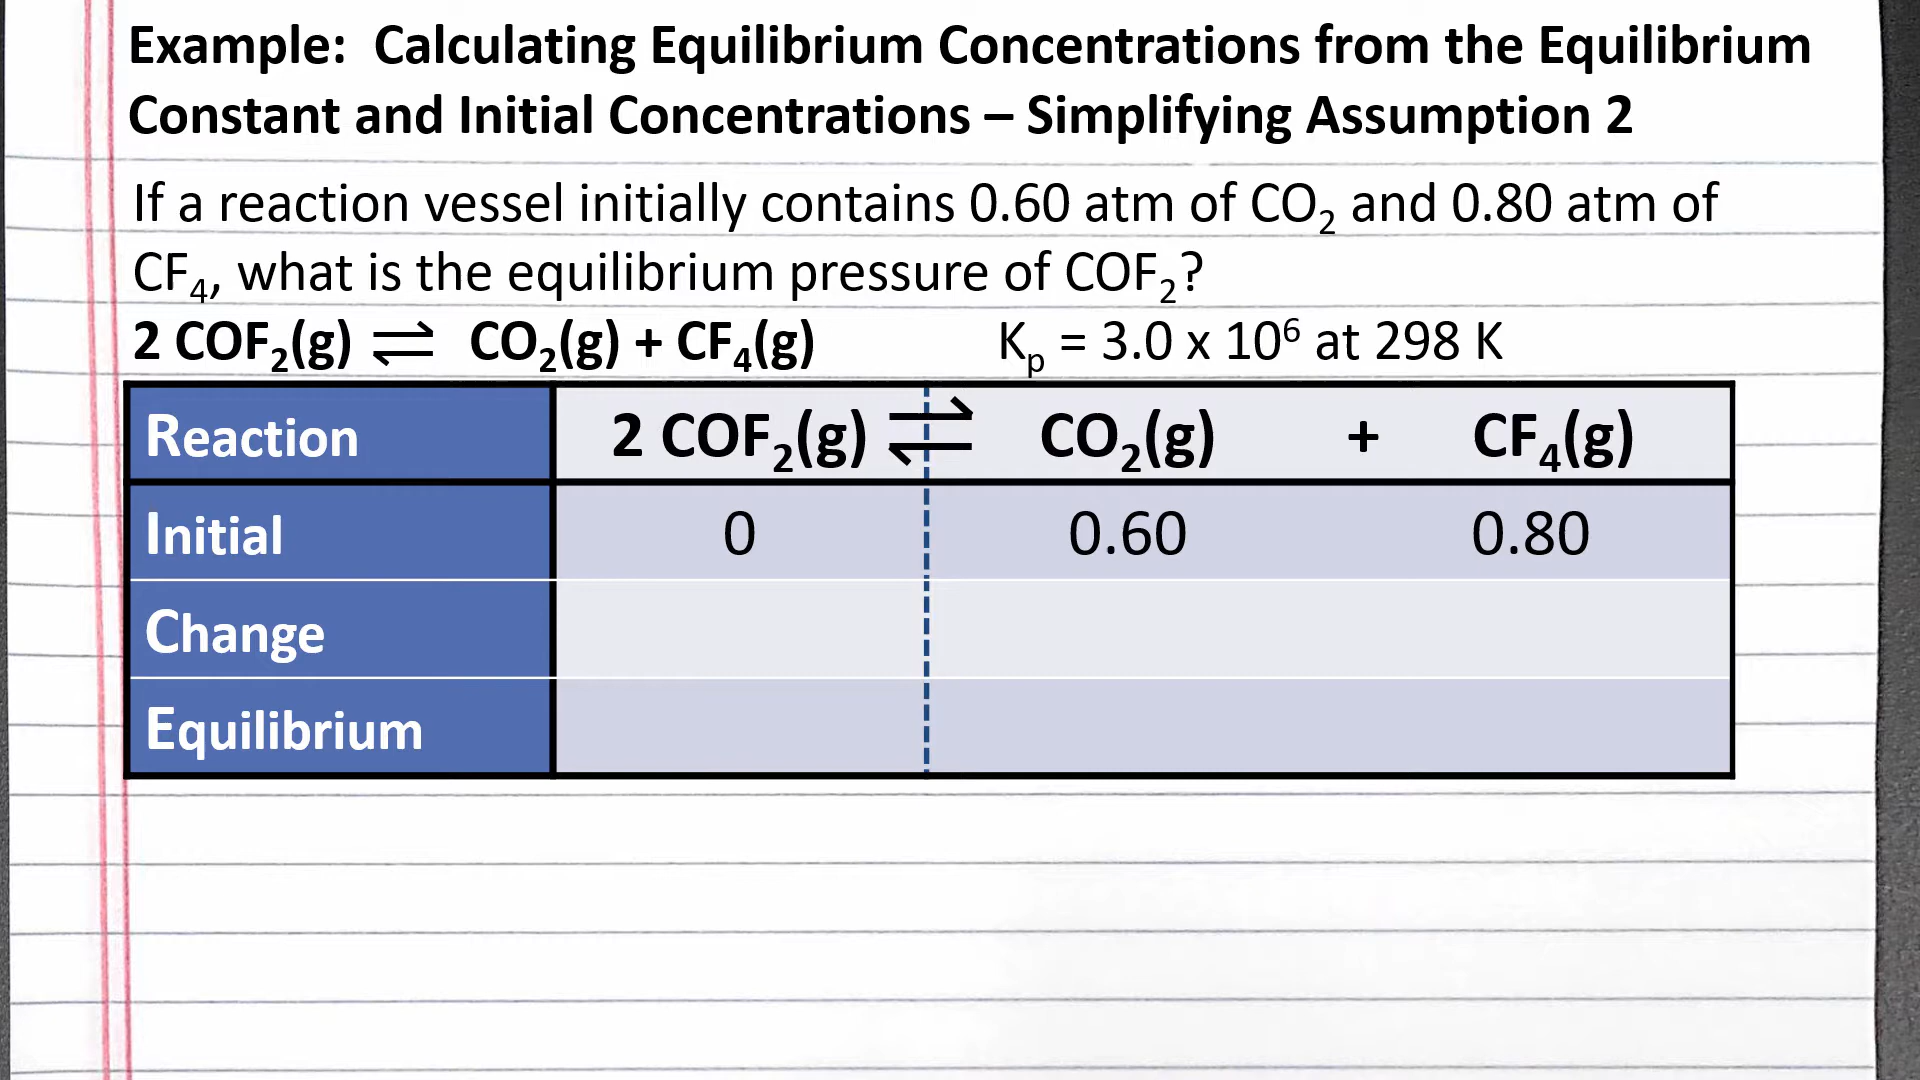 Example:  Calculating Equilibrium Concentrations from the Equilibrium
Constant and Initial Concentrations – Simplifying Assumption 2
If a reaction vessel initially contains 0.60 atm of CO₂ and 0.80 atm of
CF₄, what is the equilibrium pressure of COF₂?
2 COF₂(g) ⇌ CO₂(g) + CF₄(g) Kₚ = 3.0 x 10⁶ at 298 K
Reaction 2 COF₂(g) ⇌ CO₂(g) + CF₄(g)
Initial 0 0.60 0.80
Change
Equilibrium